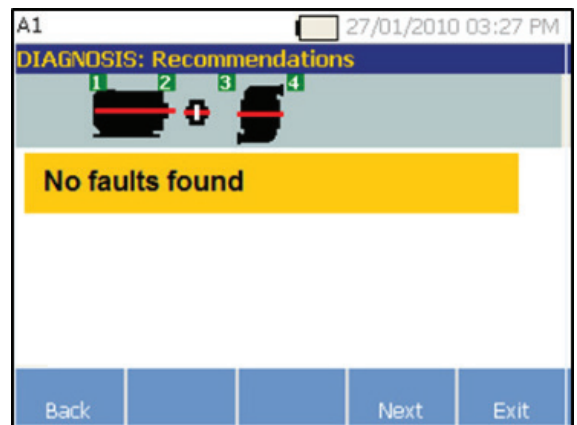 A1 27/01/2010 03:27 PM
DIAGNOSIS: Recommendations
1 2 3 4
No faults found
Back Next Exit